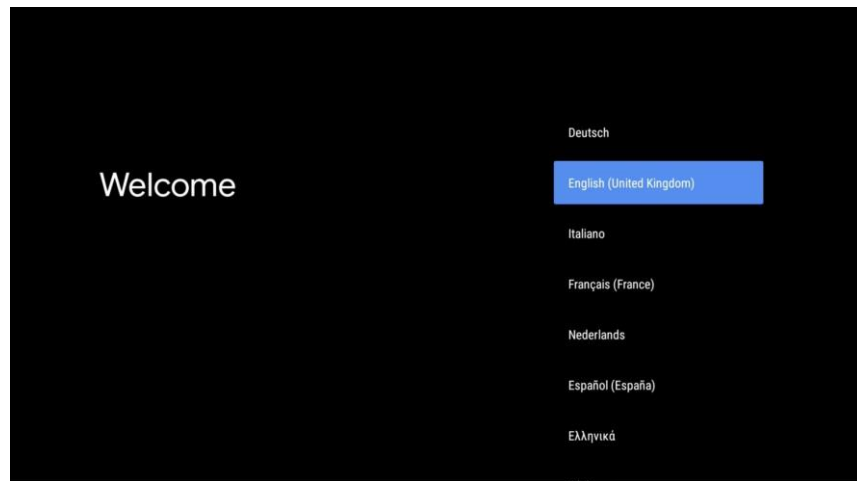 Welcome
Deutsch
English (United Kingdom)
Italiano
Français (France)
Nederlands
Español (España)
Ελληνικά